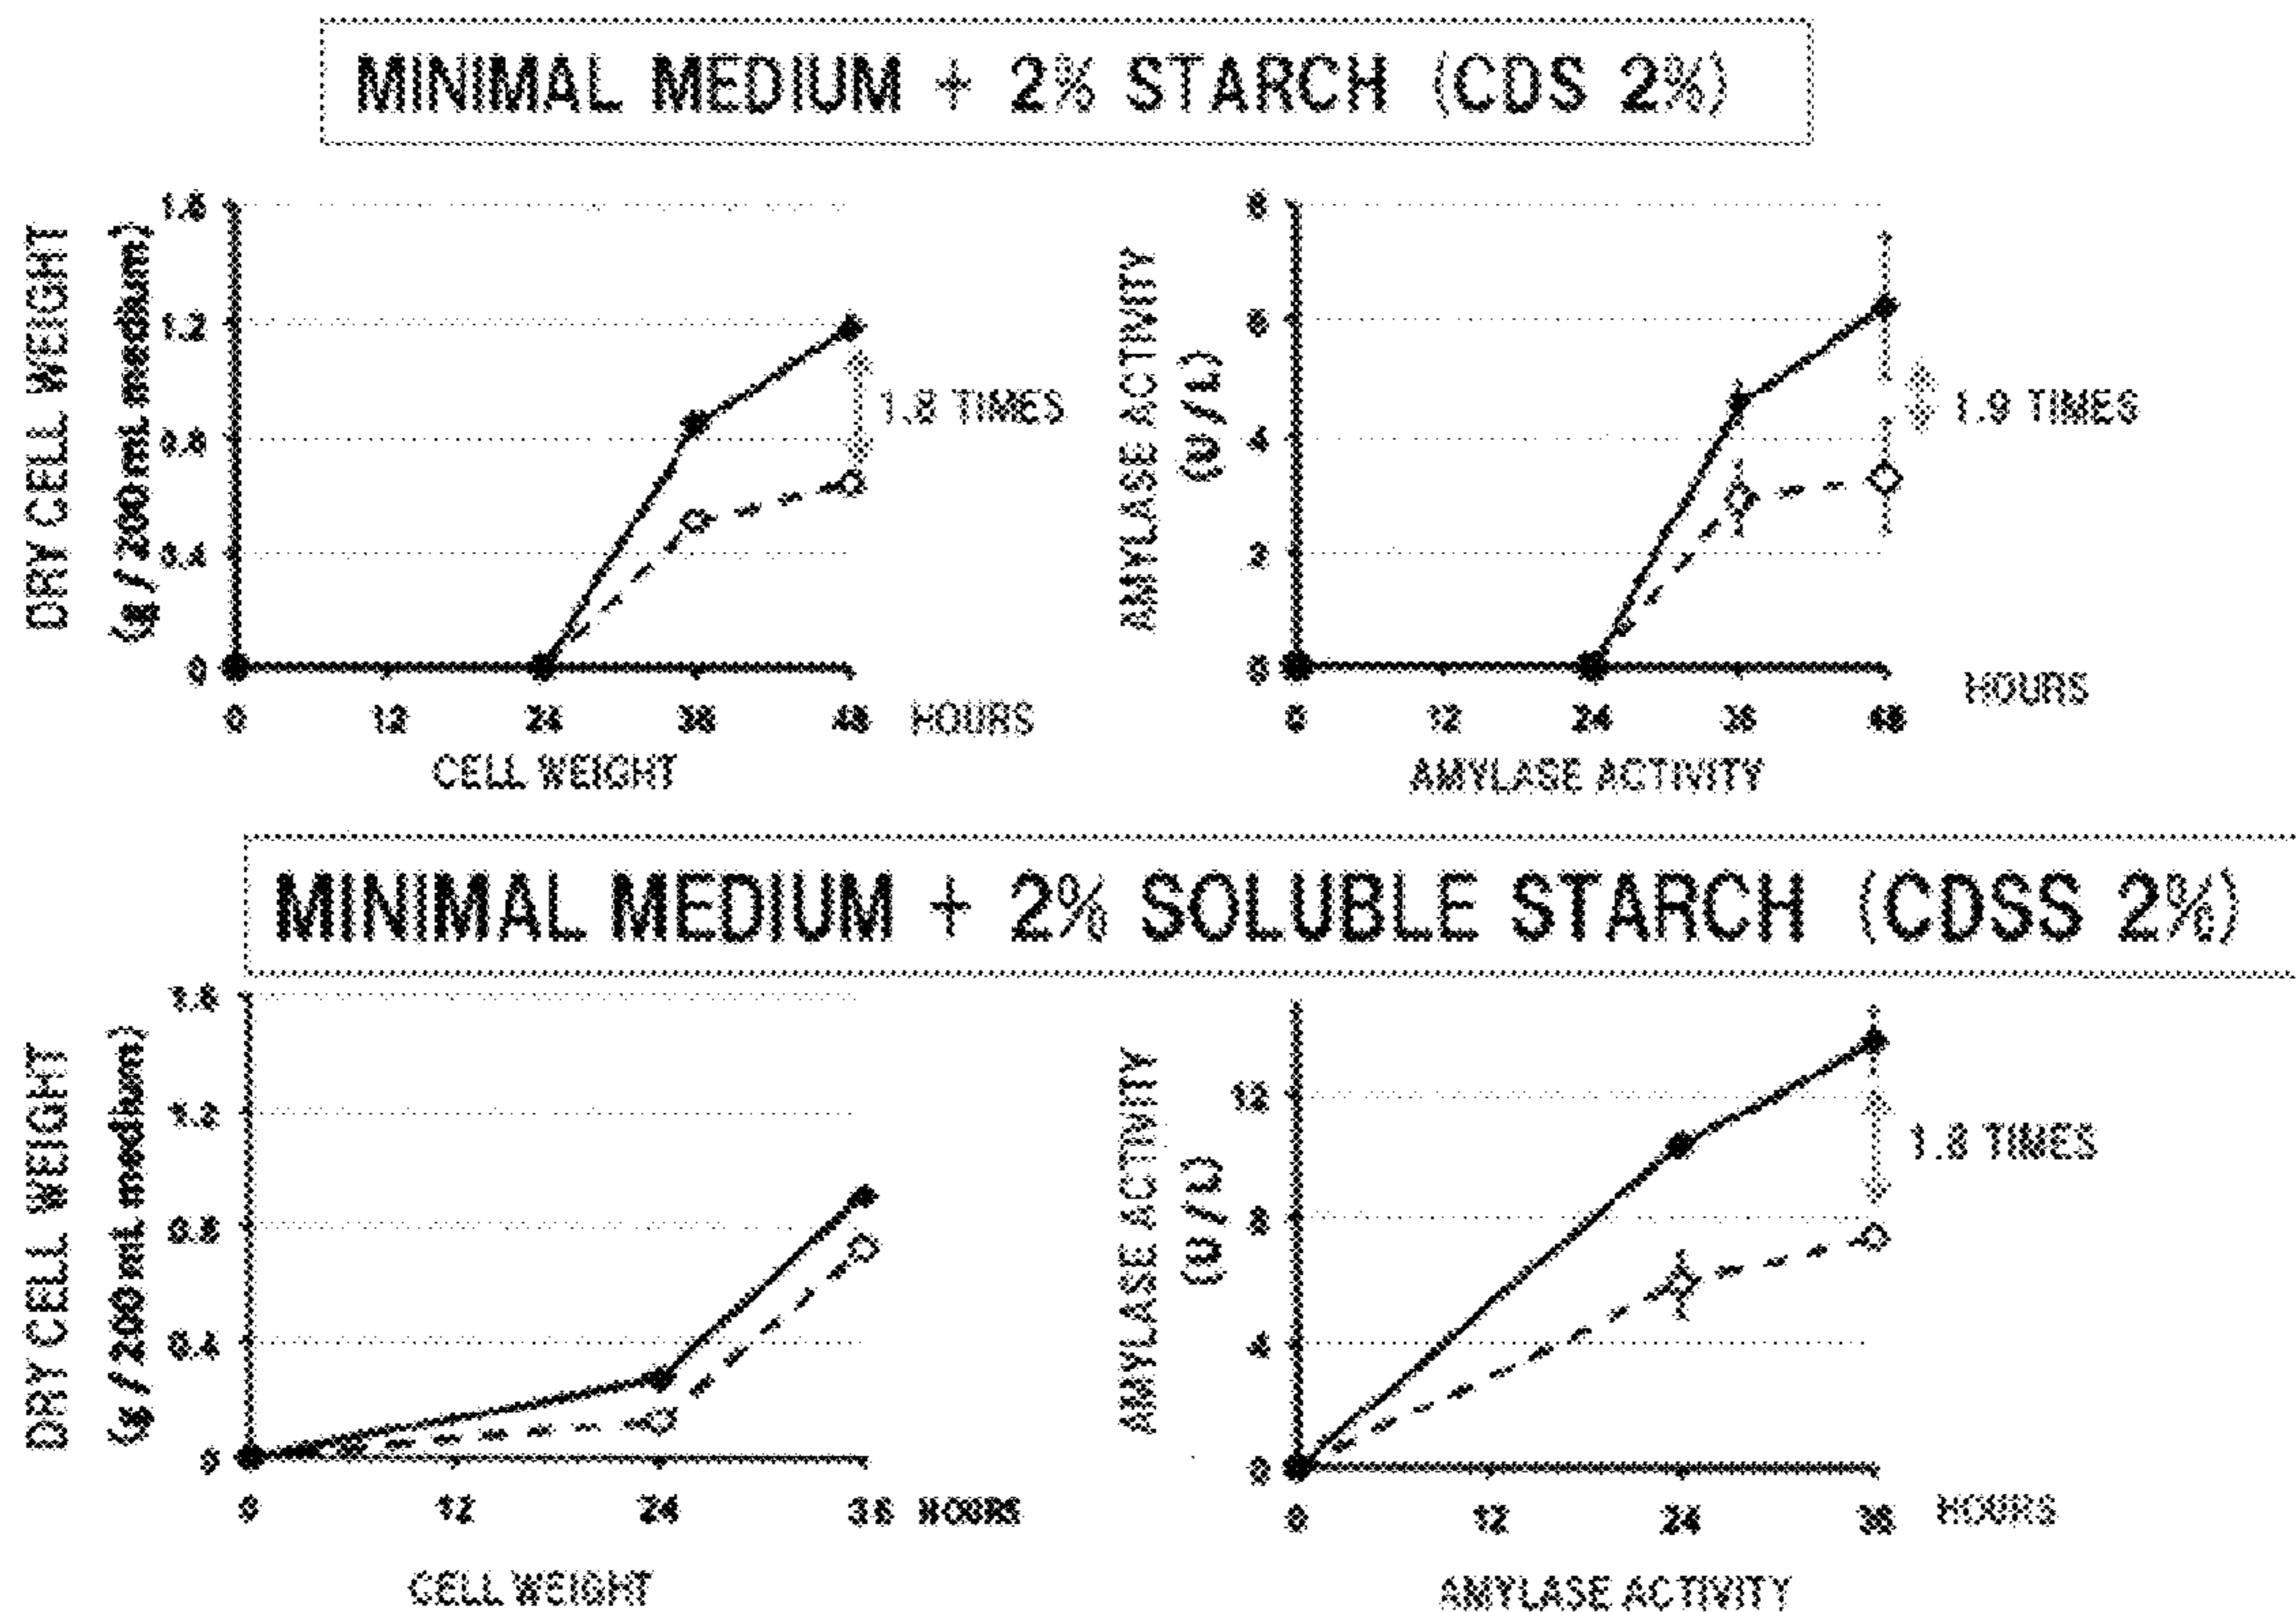 MINIMAL MEDIUM + 2% STARCH (CDS 2%)
DRY CELL WEIGHT
(g / 200 mL medium)
1.6
1.2
0.8
0.4
0
0 12 24 36 48 HOURS
1.8 TIMES
CELL WEIGHT
AMYLASE ACTIVITY
(U / L)
8
6
4
2
0
0 12 24 36 48 HOURS
1.9 TIMES
AMYLASE ACTIVITY
MINIMAL MEDIUM + 2% SOLUBLE STARCH (CDSS 2%)
DRY CELL WEIGHT
(g / 200 mL medium)
1.6
1.2
0.8
0.4
0
0 12 24 36 HOURS
CELL WEIGHT
AMYLASE ACTIVITY
(U / L)
12
8
4
0
0 12 24 36 HOURS
1.8 TIMES
AMYLASE ACTIVITY